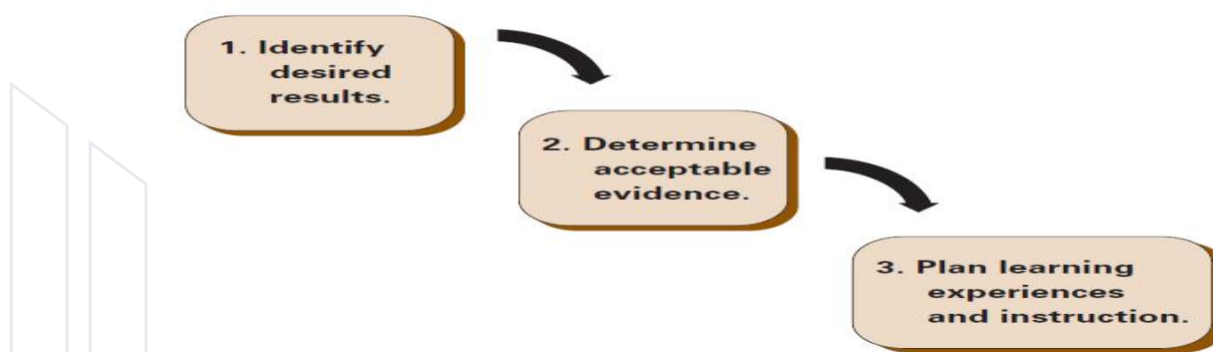 1. Identify
desired
results.
2. Determine
acceptable
evidence.
3. Plan learning
experiences
and instruction.